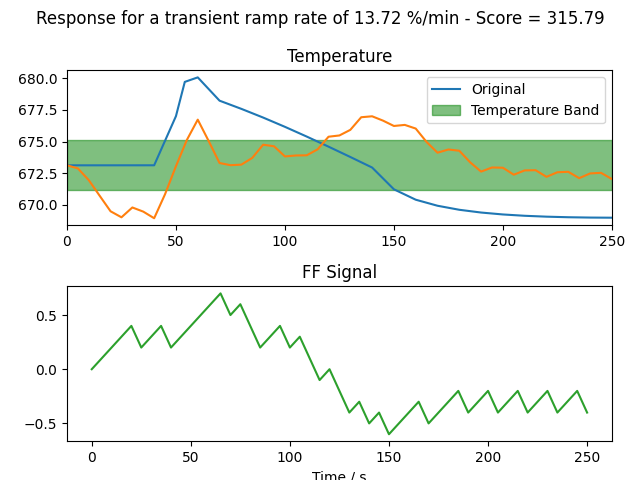 Response for a transient ramp rate of 13.72 %/min - Score = 315.79
Temperature
680.0
677.5
675.0
672.5
670.0
Original
Temperature Band
0 50 100 150 200 250
FF Signal
0.5
0.0
−0.5
0 50 100 150 200 250
Time / s